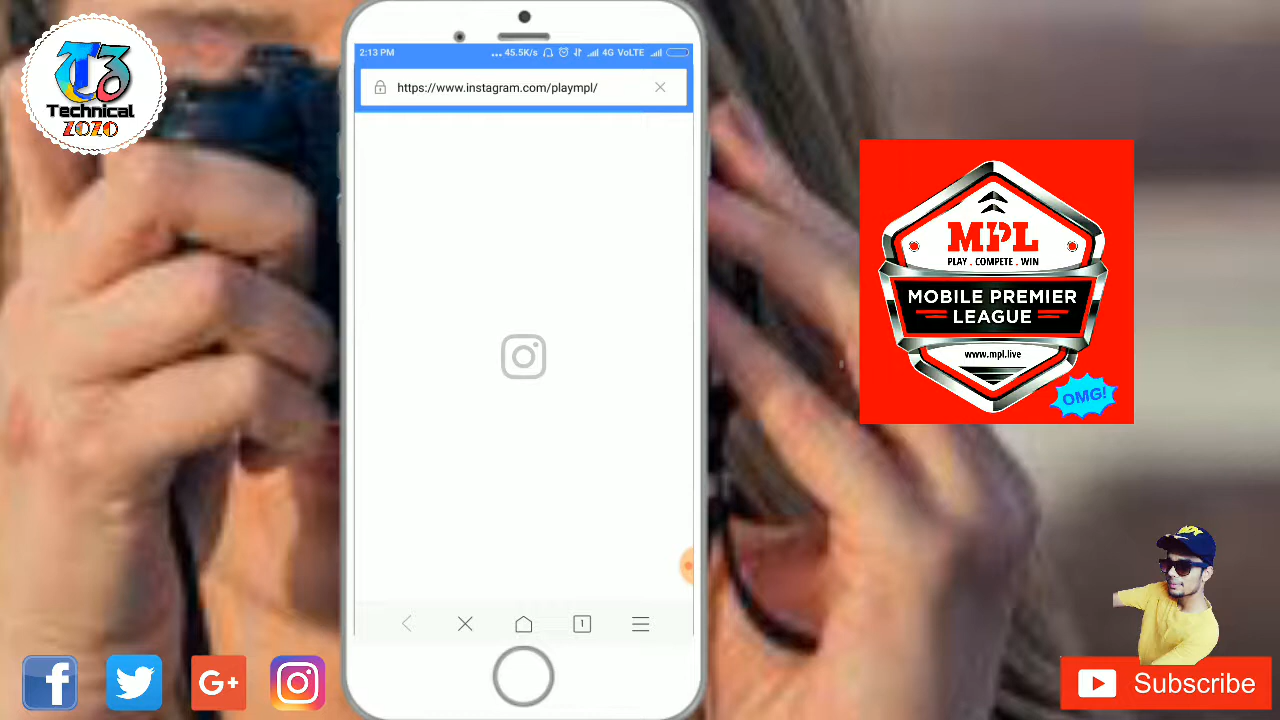 Technical
ZOZO
2:13 PM
... 45.5K/s 4G VoLTE
https://www.instagram.com/plaympl/
1
MPL
PLAY . COMPETE . WIN
MOBILE PREMIER
LEAGUE
www.mpl.live
OMG!
f
G+
Subscribe